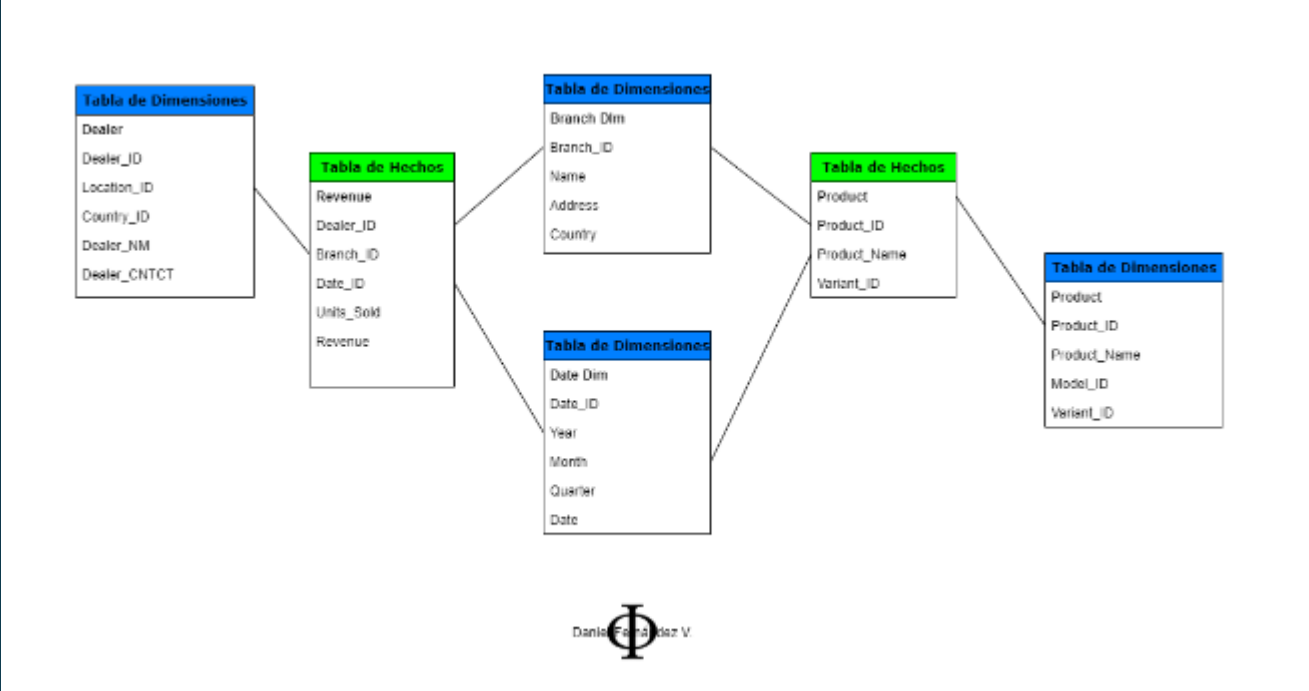 Tabla de Dimensiones
Dealer
Dealer_ID
Location_ID
Country_ID
Dealer_NM
Dealer_CNTCT
Tabla de Hechos
Revenue
Dealer_ID
Branch_ID
Date_ID
Units_Sold
Revenue
Tabla de Dimensiones
Branch DIm
Branch_ID
Name
Address
Country
Tabla de Dimensiones
Date Dim
Date_ID
Year
Month
Quarter
Date
Tabla de Hechos
Product
Product_ID
Product_Name
Variant_ID
Tabla de Dimensiones
Product
Product_ID
Product_Name
Model_ID
Variant_ID
Daniel Fernández V.
Φ